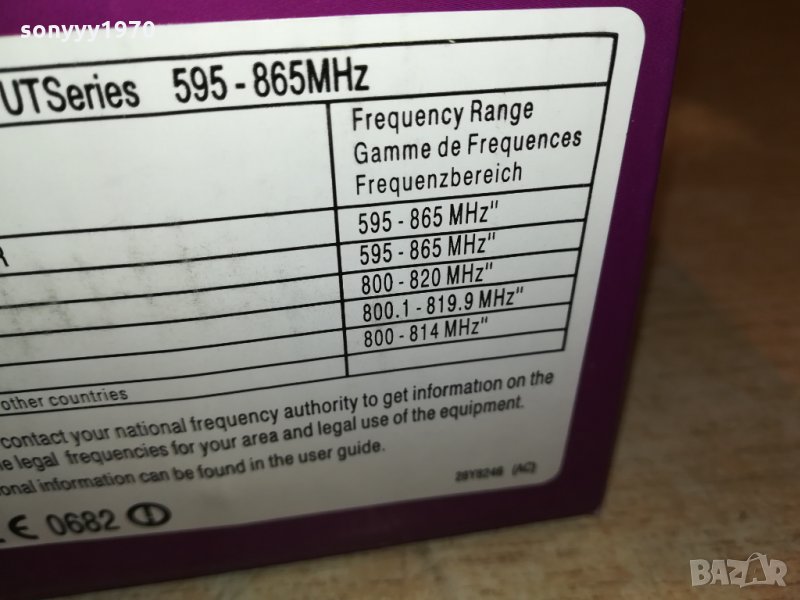 sonyyy1970
UTSeries 595 - 865MHz
Frequency Range
Gamme de Frequences
Frequenzbereich
595 - 865 MHz"
R 595 - 865 MHz"
800 - 820 MHz"
800.1 - 819.9 MHz"
800 - 814 MHz"
other countries
contact your national frequency authority to get information on the
e legal frequencies for your area and legal use of the equipment.
onal information can be found in the user guide.
CE 0682
BAZAR